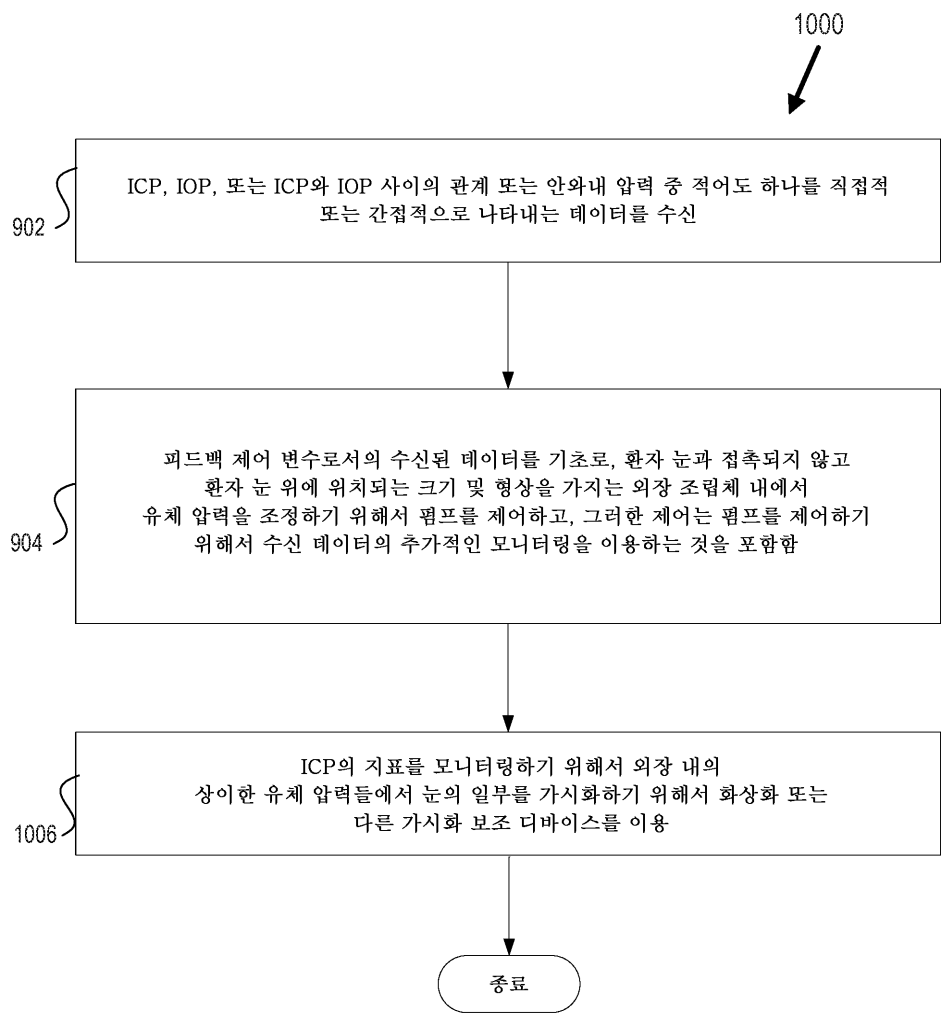 1000
902
ICP, IOP, 또는 ICP와 IOP 사이의 관계 또는 안와내 압력 중 적어도 하나를 직접적
또는 간접적으로 나타내는 데이터를 수신
904
피드백 제어 변수로서의 수신된 데이터를 기초로, 환자 눈과 접촉되지 않고
환자 눈 위에 위치되는 크기 및 형상을 가지는 외장 조립체 내에서
유체 압력을 조정하기 위해서 펌프를 제어하고, 그러한 제어는 펌프를 제어하기
위해서 수신 데이터의 추가적인 모니터링을 이용하는 것을 포함함
1006
ICP의 지표를 모니터링하기 위해서 외장 내의
상이한 유체 압력들에서 눈의 일부를 가시화하기 위해서 화상화 또는
다른 가시화 보조 디바이스를 이용
종료